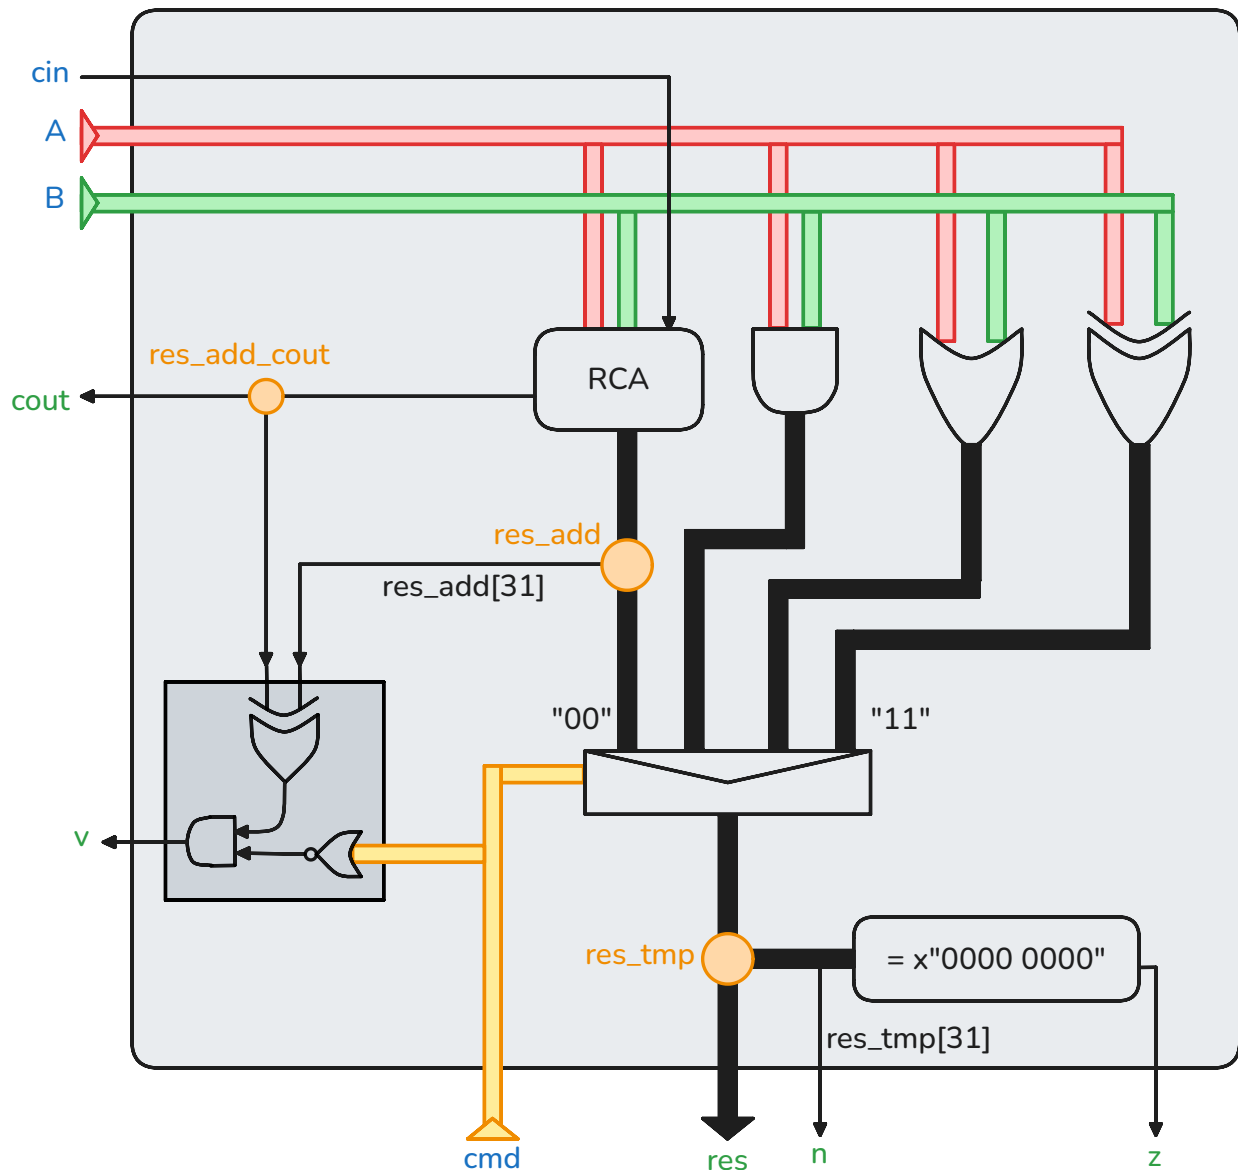 cin
A
B
res_add_cout
RCA
cout
res_add
res_add[31]
"00"
"11"
v
res_tmp
= x"0000 0000"
res_tmp[31]
cmd
res
n
z